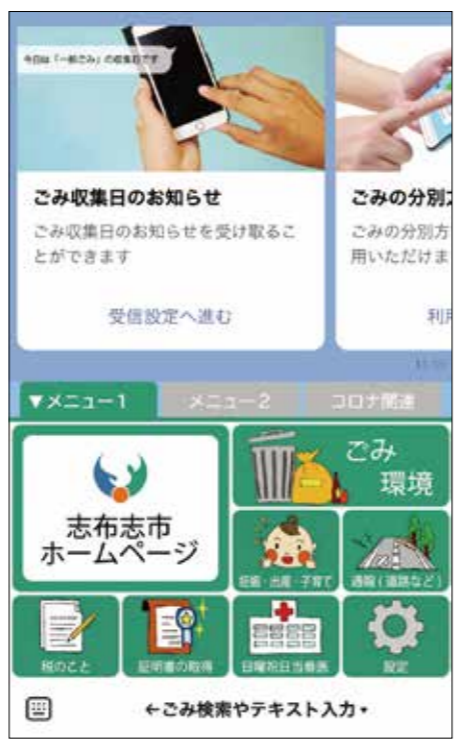 今日は「一般ごみ」の収集日です
ごみ収集日のお知らせ
ごみ収集日のお知らせを受け取るこ
とができます
受信設定へ進む
ごみの分別
ごみの分別方
用いただけま
利用
▼メニュー1
メニュー2
コロナ関連
志布志市
ホームページ
ごみ
環境
妊娠・出産・子育て
通報(道路など)
税のこと
証明書の取得
日曜祝日当番医
設定
←ごみ検索やテキスト入力▾